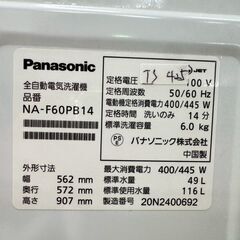 Panasonic
全自動電気洗濯機
品番
NA-F60PB14
外形寸法
幅 562 mm
奥行 572 mm
高さ 907 mm
JET
定格電圧 100 V
定格周波数 50/60 Hz
電動機定格消費電力 400/445 W
定格時間 洗いのみ 14 分
標準洗濯容量 6.0 kg
パナソニック株式会社
中国製
最大消費電力 400/445 W
標準水量 49 L
標準使用水量 116 L
製造番号 20N2400692